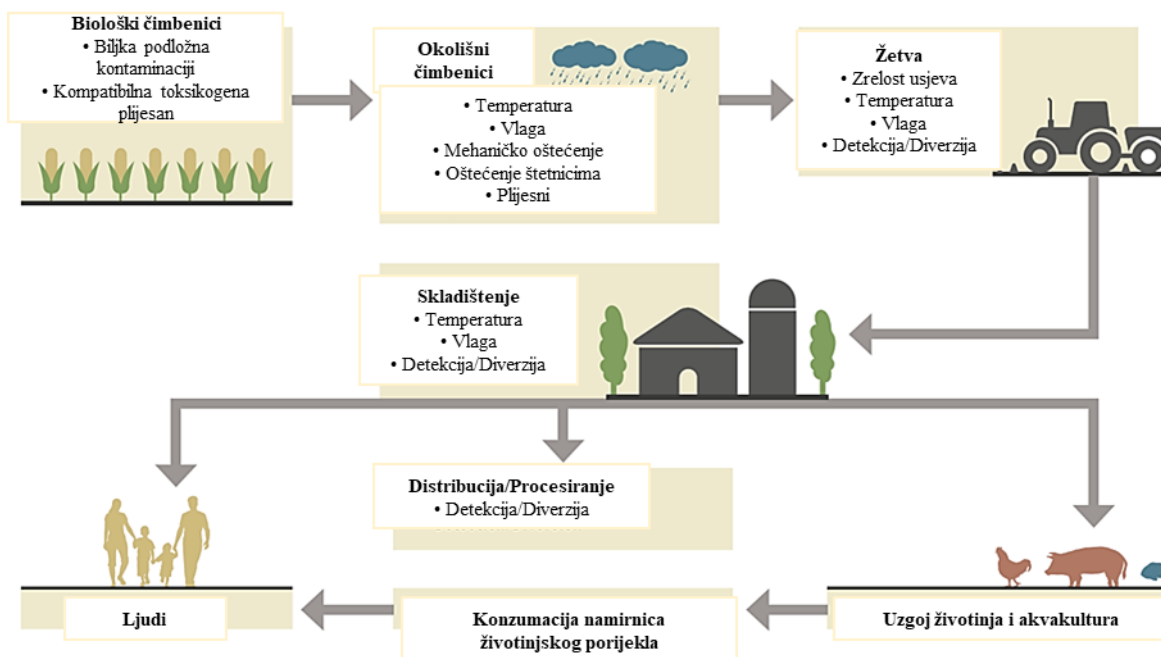 Biološki čimbenici
• Biljka podložna
kontaminaciji
• Kompatibilna toksikogena
plijesan
Okolišni
čimbenici
• Temperatura
• Vlaga
• Mehaničko oštećenje
• Oštećenje štetnicima
• Plijesni
Žetva
• Zrelost usjeva
• Temperatura
• Vlaga
• Detekcija/Diverzija
Skladištenje
• Temperatura
• Vlaga
• Detekcija/Diverzija
Distribucija/Procesiranje
• Detekcija/Diverzija
Ljudi
Konzumacija namirnica
životinjskog porijekla
Uzgoj životinja i akvakultura